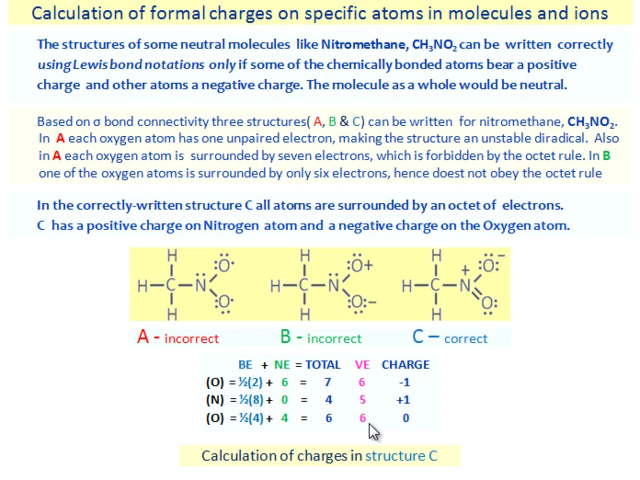 Calculation of formal charges on specific atoms in molecules and ions
The structures of some neutral molecules like Nitromethane, CH₃NO₂ can be written correctly
using Lewis bond notations only if some of the chemically bonded atoms bear a positive
charge and other atoms a negative charge. The molecule as a whole would be neutral.
Based on σ bond connectivity three structures( A, B & C) can be written for nitromethane, CH₃NO₂.
In A each oxygen atom has one unpaired electron, making the structure an unstable diradical. Also
in A each oxygen atom is surrounded by seven electrons, which is forbidden by the octet rule. In B
one of the oxygen atoms is surrounded by only six electrons, hence doest not obey the octet rule
In the correctly-written structure C all atoms are surrounded by an octet of electrons.
C has a positive charge on Nitrogen atom and a negative charge on the Oxygen atom.
H H H
:Ö· :Ö+ + :Ö:⁻
H–C–N H–C–N H–C–N
:O· :O:– O:
H H H
A - incorrect B - incorrect C – correct
BE + NE = TOTAL VE CHARGE
(O) = ½(2) + 6 = 7 6 -1
(N) = ½(8) + 0 = 4 5 +1
(O) = ½(4) + 4 = 6 6 0
Calculation of charges in structure C